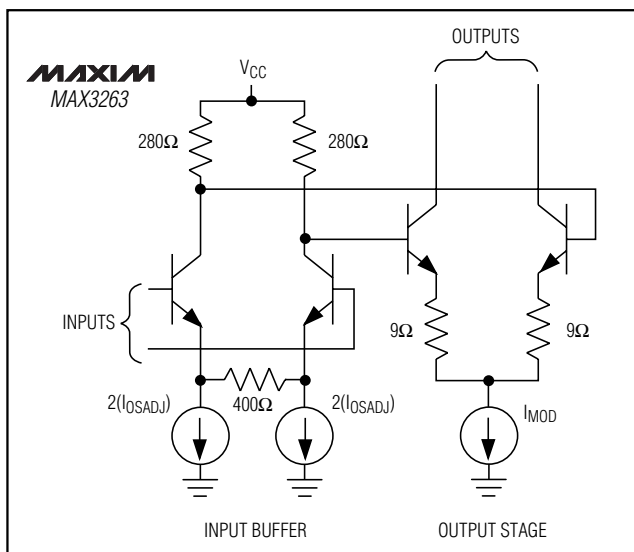 MAXIM
MAX3263
OUTPUTS
VCC
280Ω
280Ω
INPUTS
9Ω
9Ω
2(IOSADJ)
400Ω
2(IOSADJ)
IMOD
INPUT BUFFER
OUTPUT STAGE